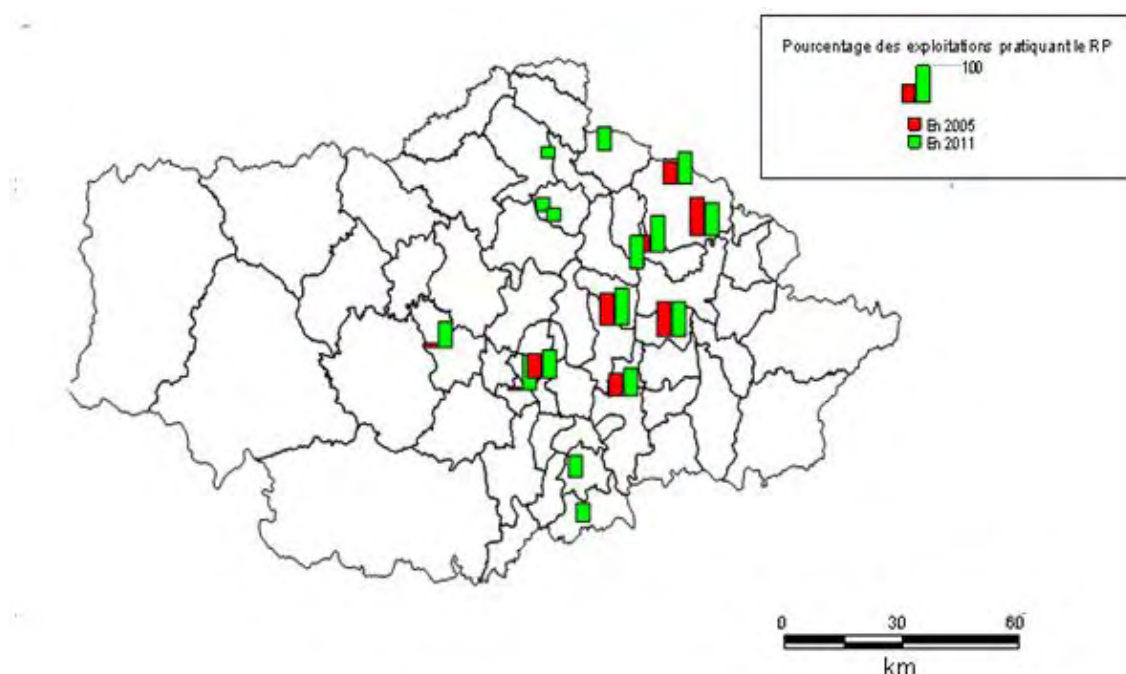 Pourcentage des exploitations pratiquant le RP
100
En 2005
En 2011
0 30 60
km